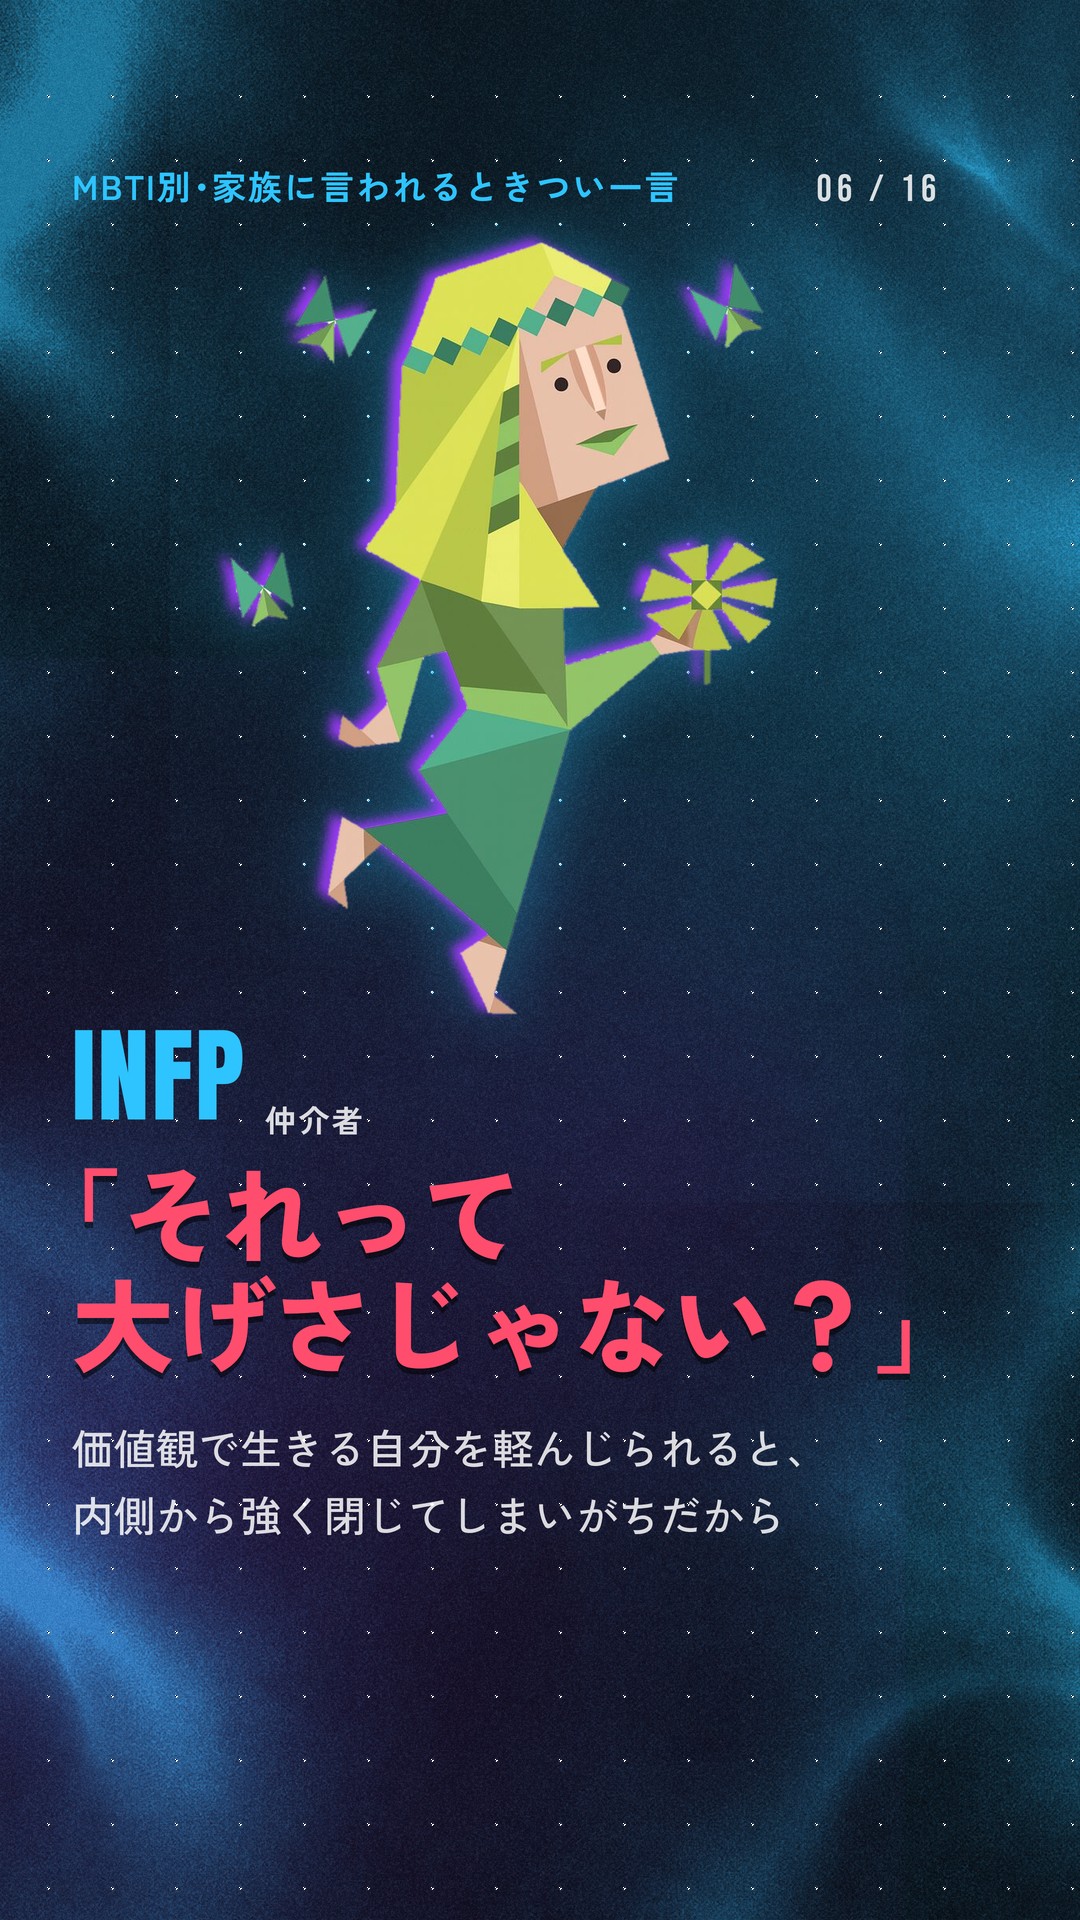 MBTI別・家族に言われるときつい一言
06 / 16
INFP
仲介者
「それって
大げさじゃない？」
価値観で生きる自分を軽んじられると、
内側から強く閉じてしまいがちだから